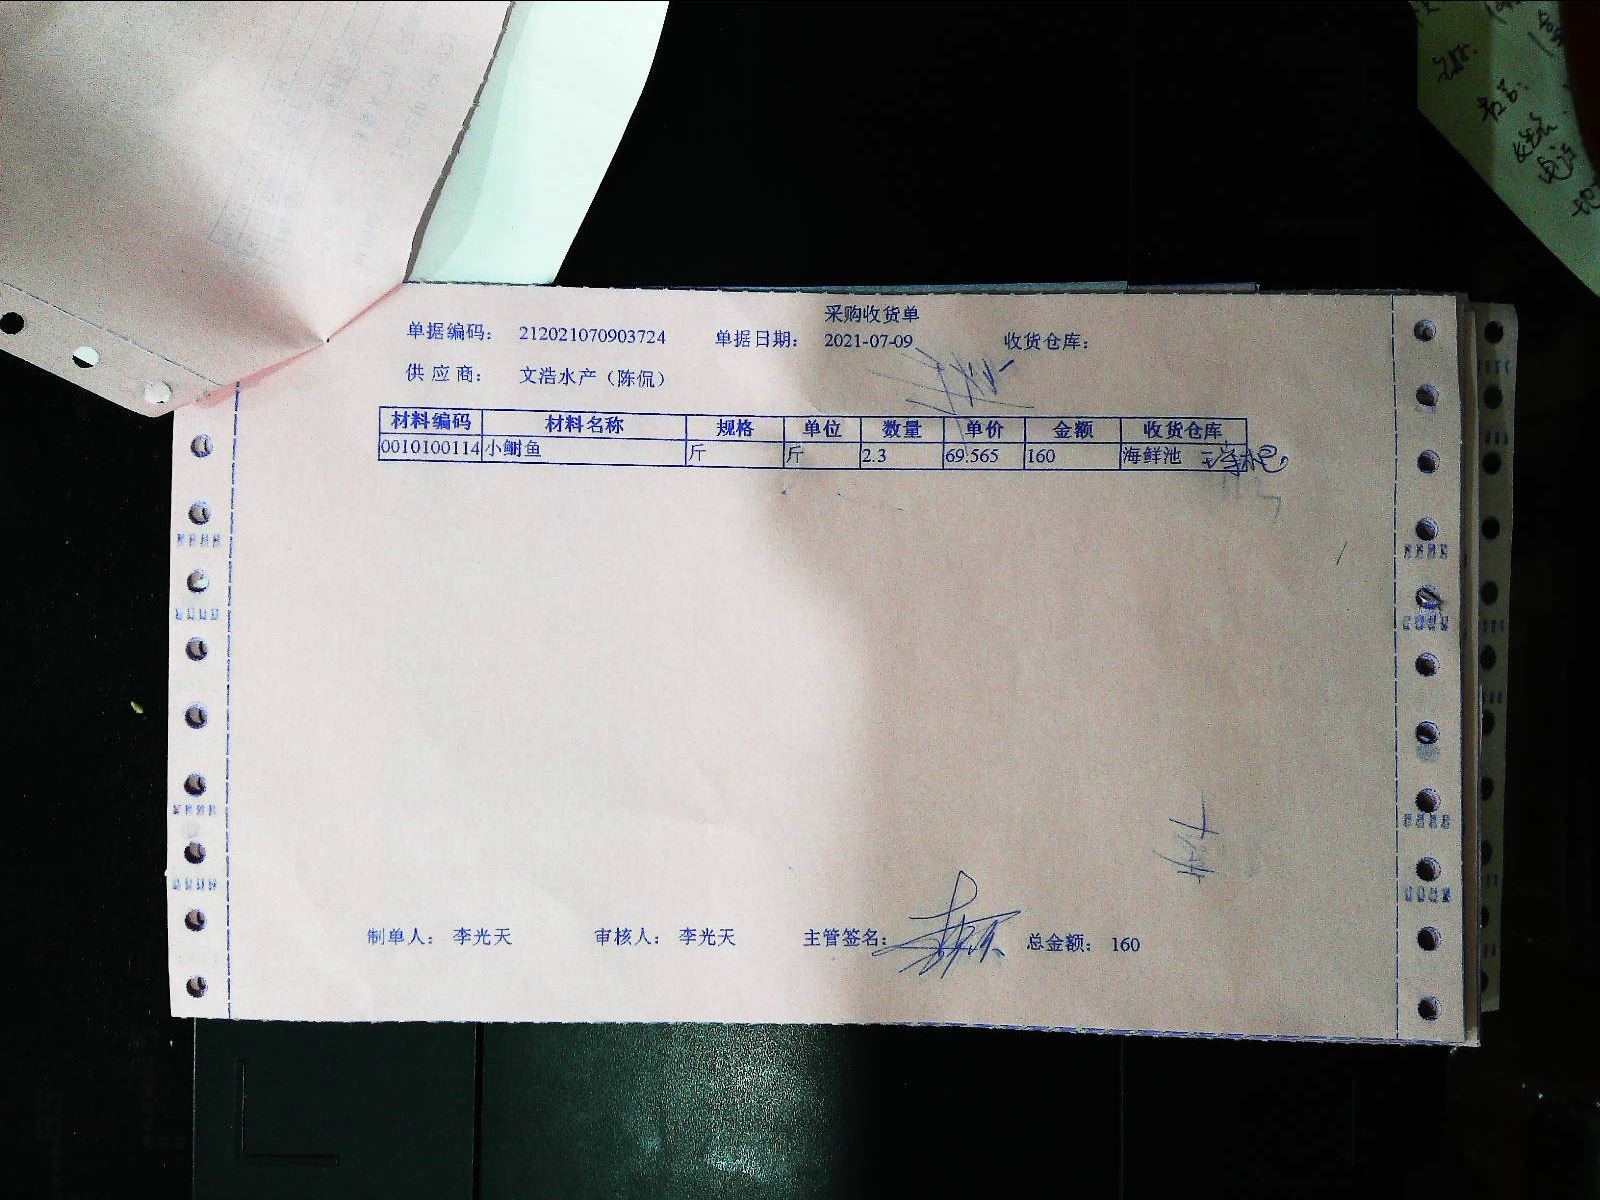 采购收货单
单据编码： 212021070903724 单据日期： 2021-07-09 收货仓库：
供应商： 文浩水产（陈侃）
材料编码 材料名称 规格 单位 数量 单价 金额 收货仓库
0010100114 小鲥鱼 斤 斤 2.3 69.565 160 海鲜池
制单人： 李光天 审核人： 李光天 主管签名： 总金额： 160